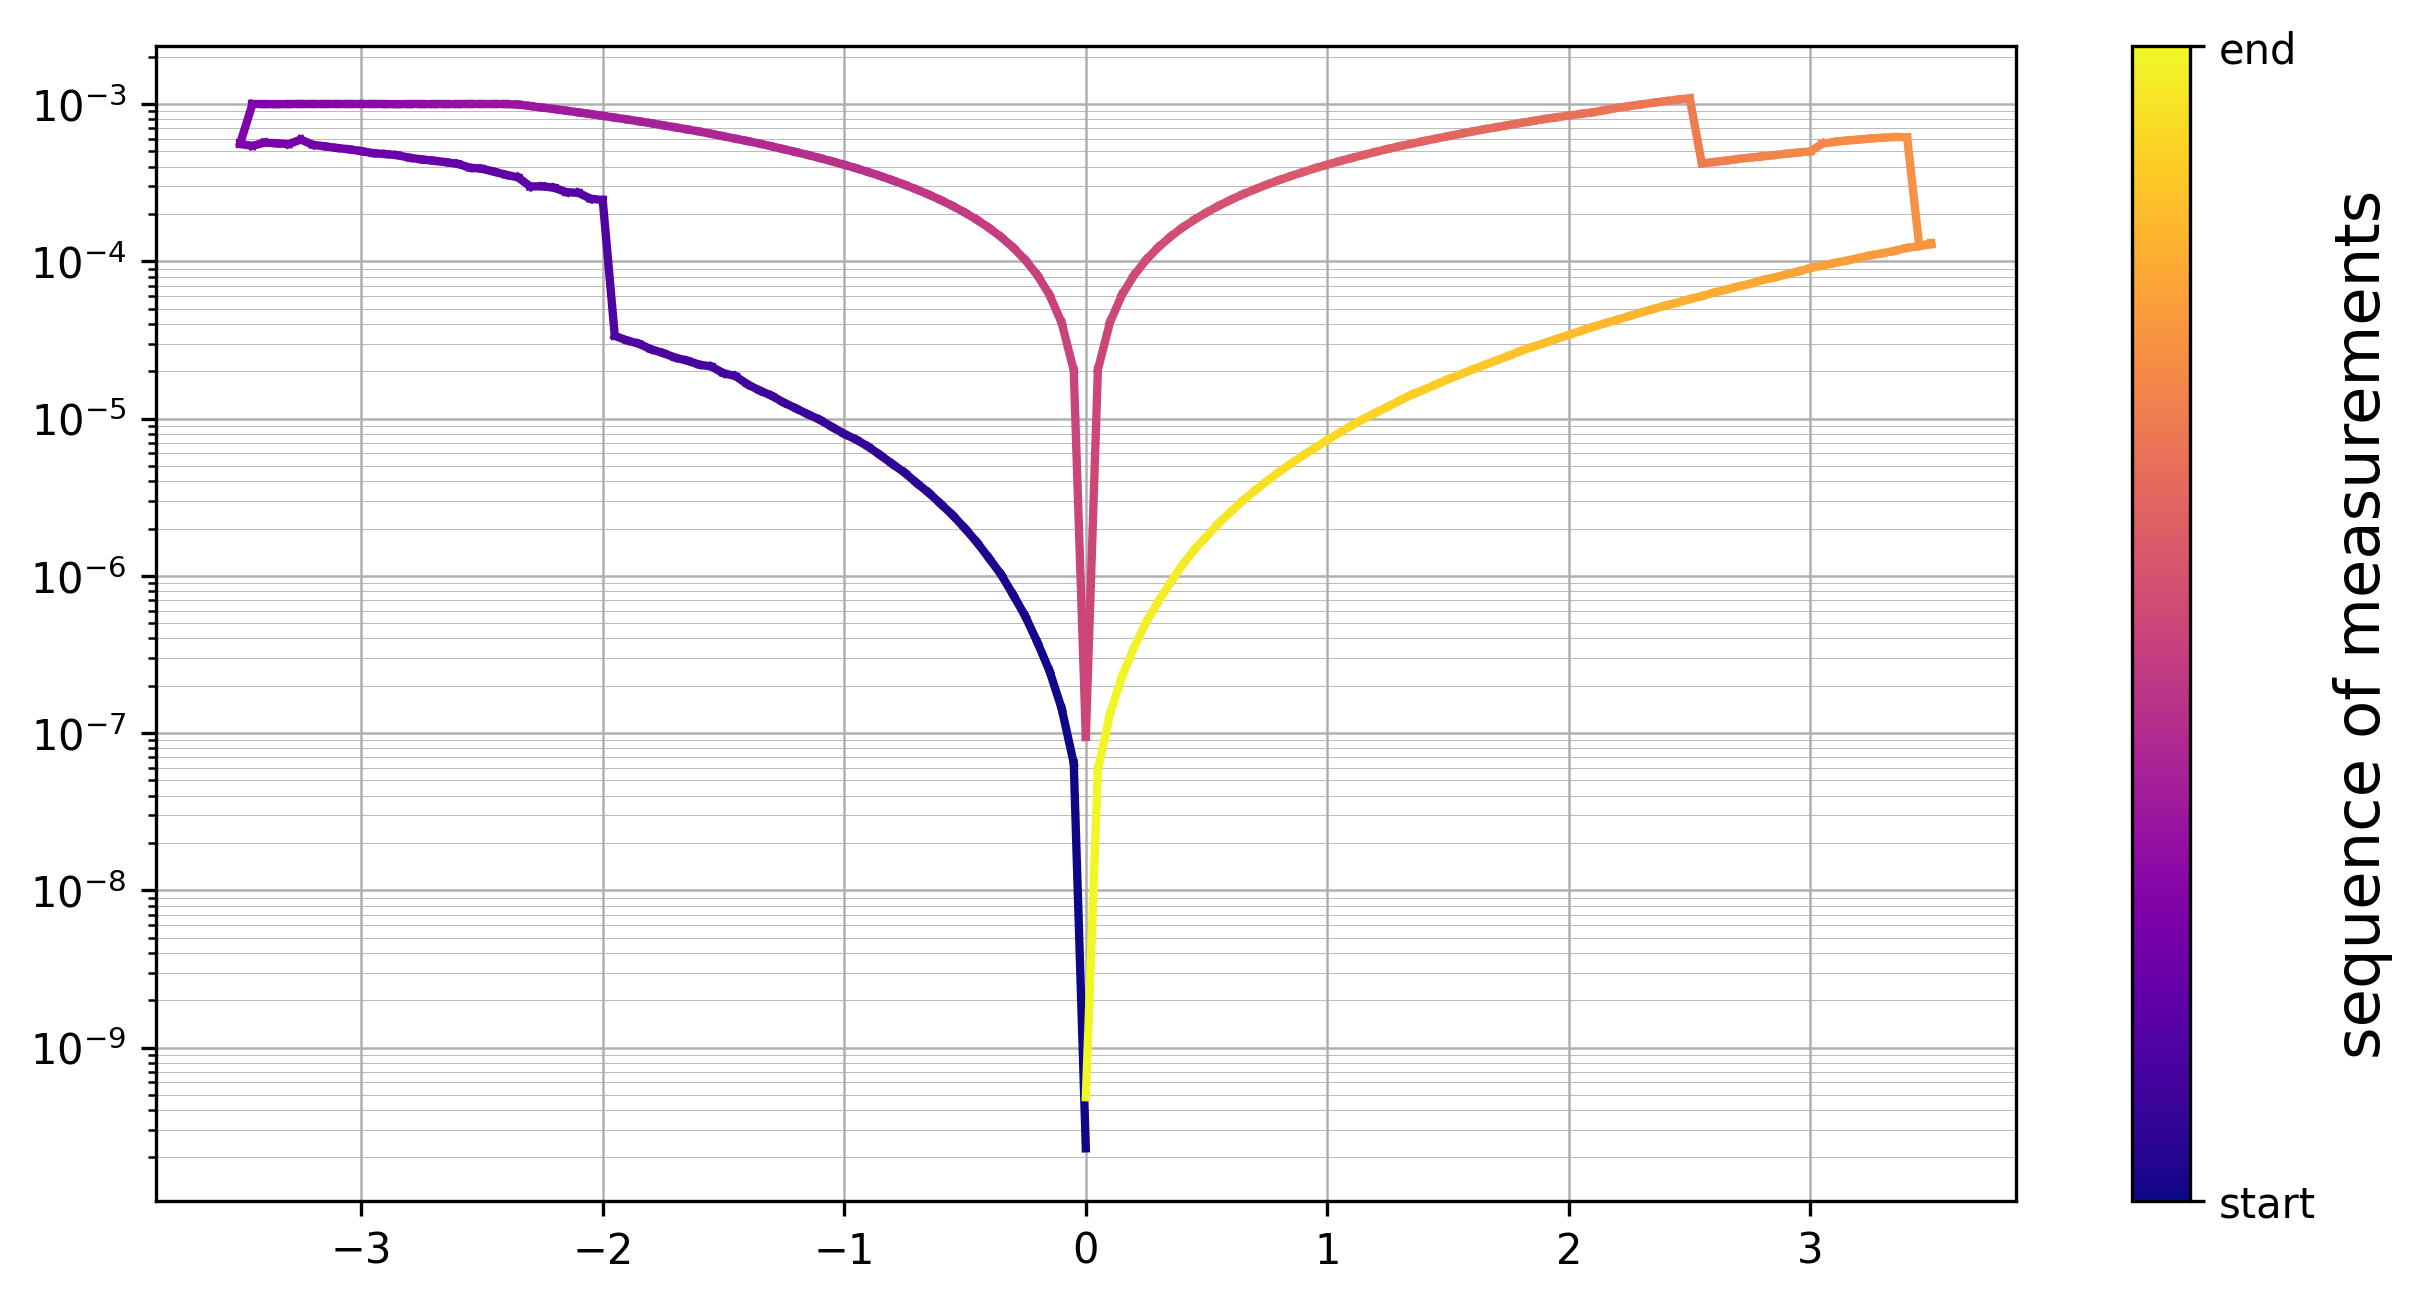 10⁻³
10⁻⁴
10⁻⁵
10⁻⁶
10⁻⁷
10⁻⁸
10⁻⁹
−3 −2 −1 0 1 2 3
end
start
sequence of measurements